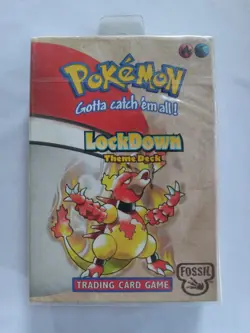 POKéMON
Gotta catch 'em all!
LockDown
Theme Deck
FOSSIL
TRADING CARD GAME